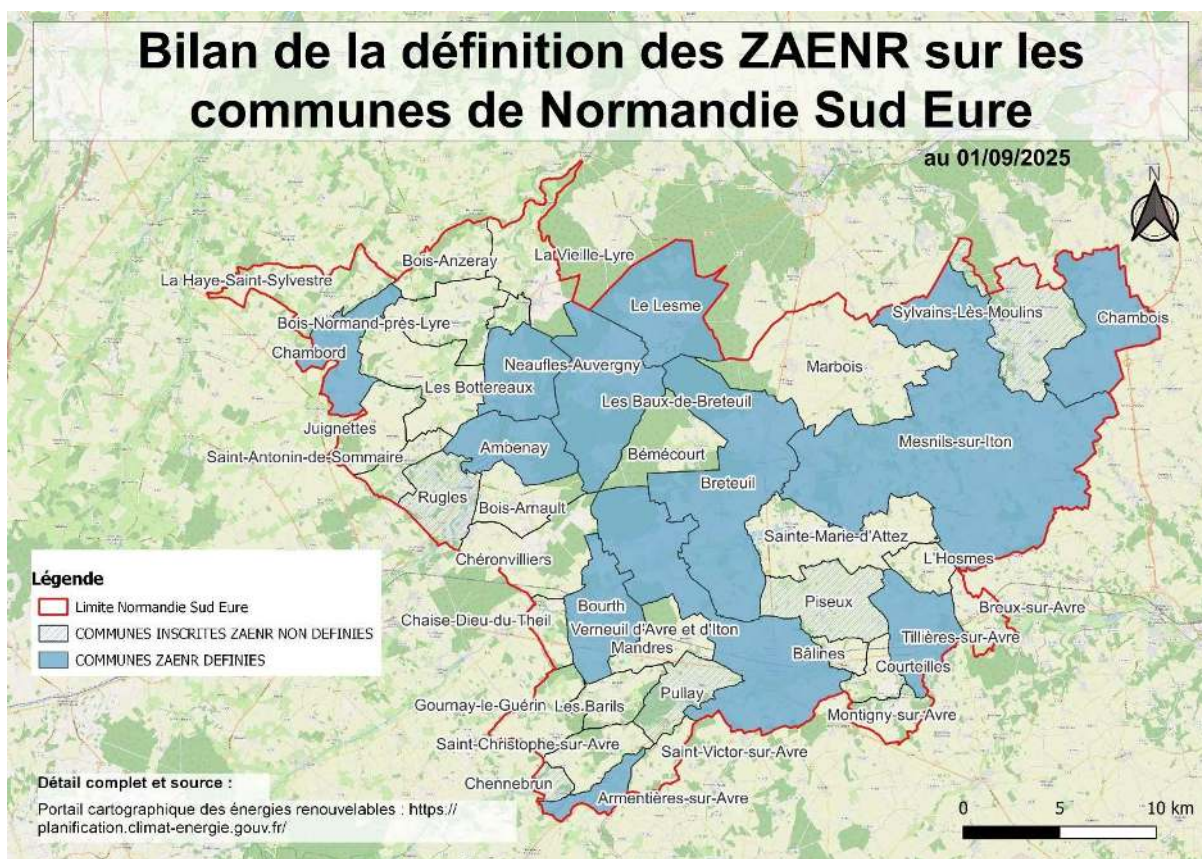 Bilan de la définition des ZAENR sur les
communes de Normandie Sud Eure
au 01/09/2025
N
La Vieille-Lyre
Bois-Anzeray
La Haye-Saint-Sylvestre
Le Lesme
Sylvains-Lès-Moulins
Chambois
Bois-Normand-près-Lyre
Chambord
Neaufles-Auvergny
Marbois
Les Bottereaux
Les Baux-de-Breteuil
Juignettes
Mesnils-sur-Iton
Ambenay
Bémécourt
Saint-Antonin-de-Sommaire
Breteuil
Rugles
Bois-Arnault
Sainte-Marie-d'Attez
Chéronvilliers
L'Hosmes
Légende
Limite Normandie Sud Eure
COMMUNES INSCRITES ZAENR NON DEFINIES
COMMUNES ZAENR DEFINIES
Bourth
Piseux
Breux-sur-Avre
Chaise-Dieu-du-Theil
Verneuil d'Avre et d'Iton
Tillières-sur-Avre
Mandres
Bâlines
Courteilles
Pullay
Gournay-le-Guérin
Les Barils
Montigny-sur-Avre
Saint-Christophe-sur-Avre
Saint-Victor-sur-Avre
Chennebrun
Armentières-sur-Avre
Détail complet et source :
Portail cartographique des énergies renouvelables : https://
planification.climat-energie.gouv.fr/
0 5 10 km